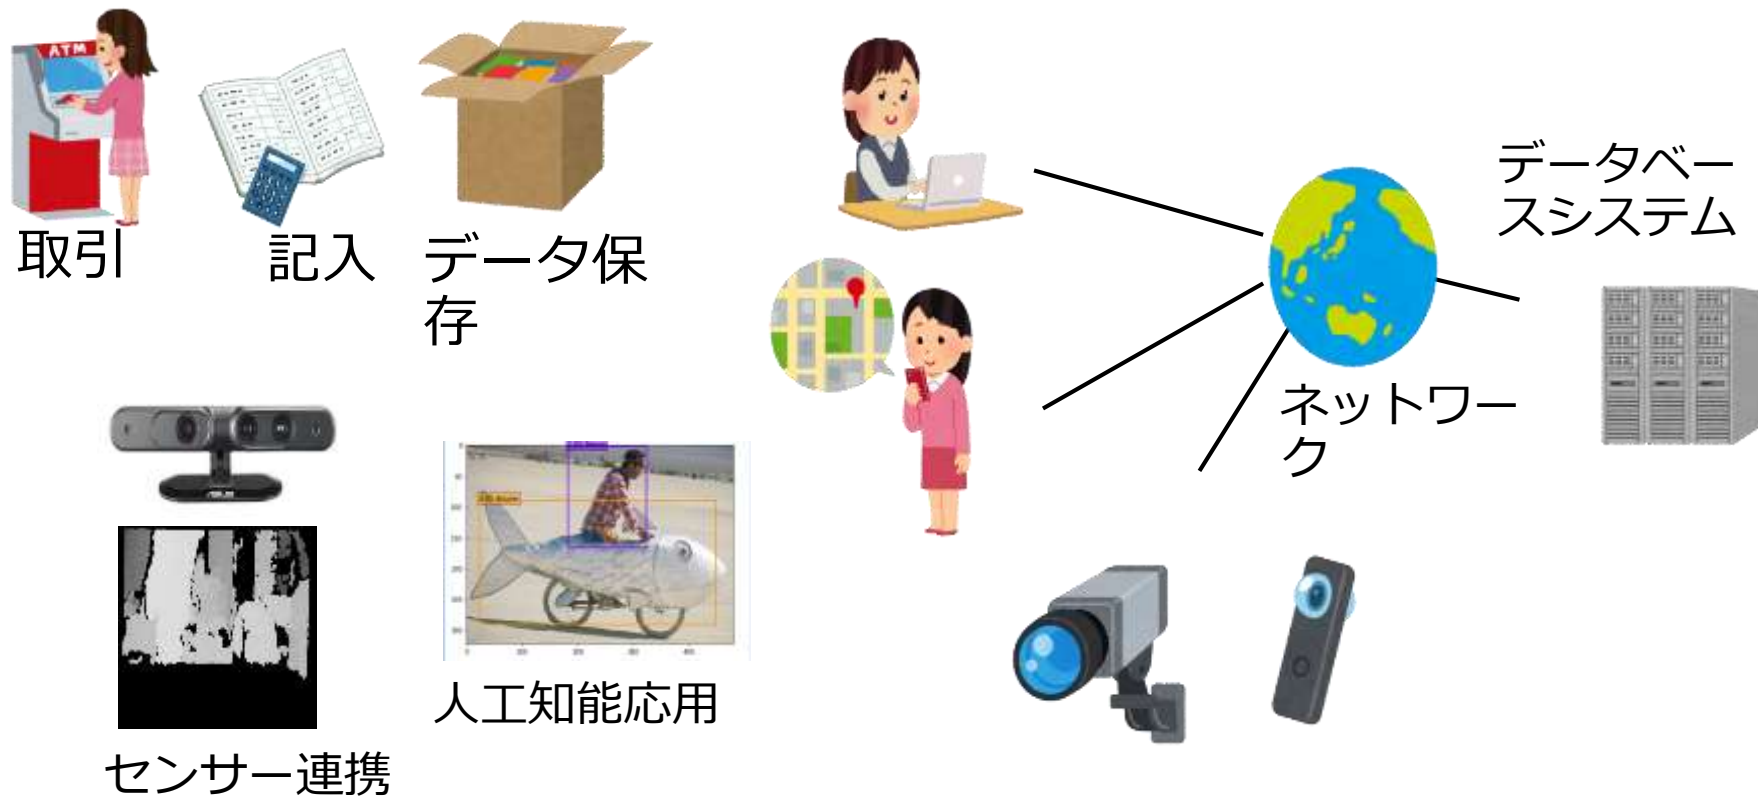 ATM
取引
記入
データ保
存
データベー
スシステム
ネットワー
ク
ASUS
センサー連携
人工知能応用